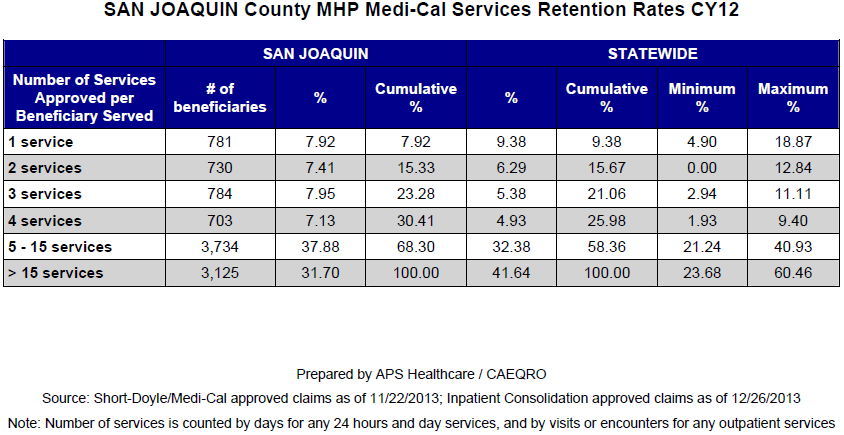 SAN JOAQUIN County MHP Medi-Cal Services Retention Rates CY12
SAN JOAQUIN STATEWIDE
Number of Services Approved per Beneficiary Served # of beneficiaries % Cumulative % % Cumulative % Minimum % Maximum %
1 service 781 7.92 7.92 9.38 9.38 4.90 18.87
2 services 730 7.41 15.33 6.29 15.67 0.00 12.84
3 services 784 7.95 23.28 5.38 21.06 2.94 11.11
4 services 703 7.13 30.41 4.93 25.98 1.93 9.40
5 - 15 services 3,734 37.88 68.30 32.38 58.36 21.24 40.93
> 15 services 3,125 31.70 100.00 41.64 100.00 23.68 60.46
Prepared by APS Healthcare / CAEQRO
Source: Short-Doyle/Medi-Cal approved claims as of 11/22/2013; Inpatient Consolidation approved claims as of 12/26/2013
Note: Number of services is counted by days for any 24 hours and day services, and by visits or encounters for any outpatient services